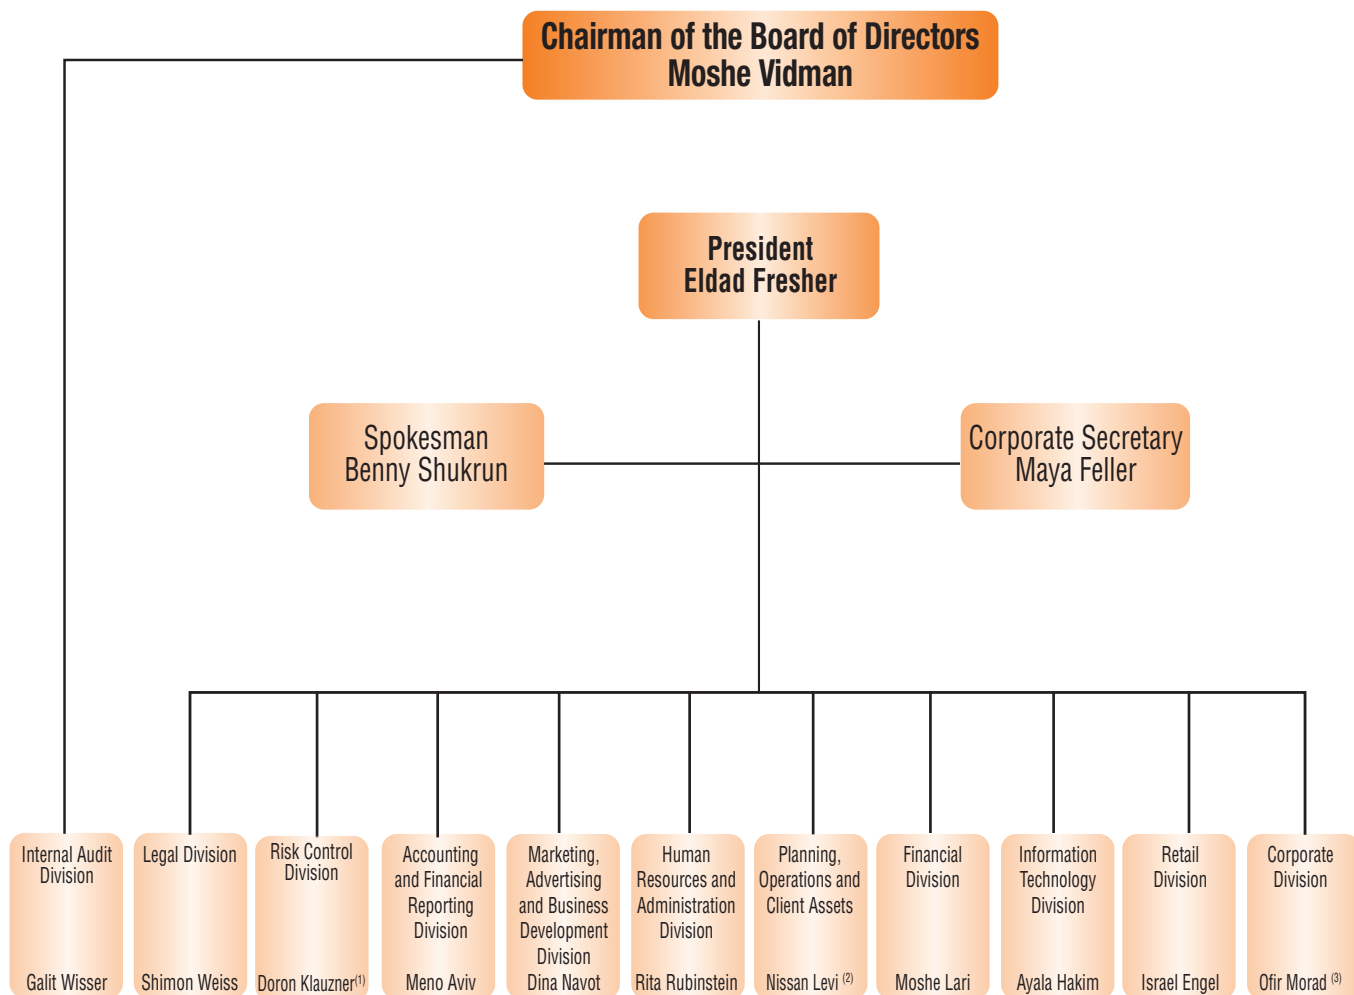 Chairman of the Board of Directors
Moshe Vidman
President
Eldad Fresher
Spokesman
Benny Shukrun
Corporate Secretary
Maya Feller
Internal Audit
Division
Galit Wisser
Legal Division
Shimon Weiss
Risk Control
Division
Doron Klauzner(1)
Accounting
and Financial
Reporting
Division
Meno Aviv
Marketing,
Advertising
and Business
Development
Division
Dina Navot
Human
Resources and
Administration
Division
Rita Rubinstein
Planning,
Operations and
Client Assets
Nissan Levi (2)
Financial
Division
Moshe Lari
Information
Technology
Division
Ayala Hakim
Retail
Division
Israel Engel
Corporate
Division
Ofir Morad (3)